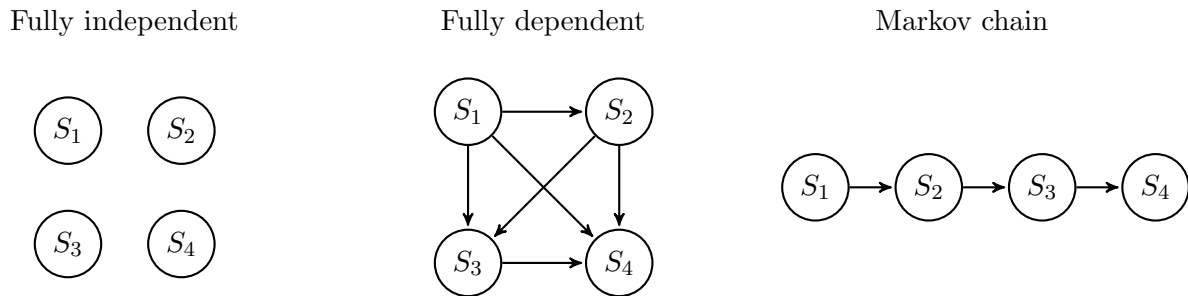 Fully independent
Fully dependent
Markov chain
S₁ S₂
S₃ S₄
S₁ S₂
S₃ S₄
S₁ S₂ S₃ S₄